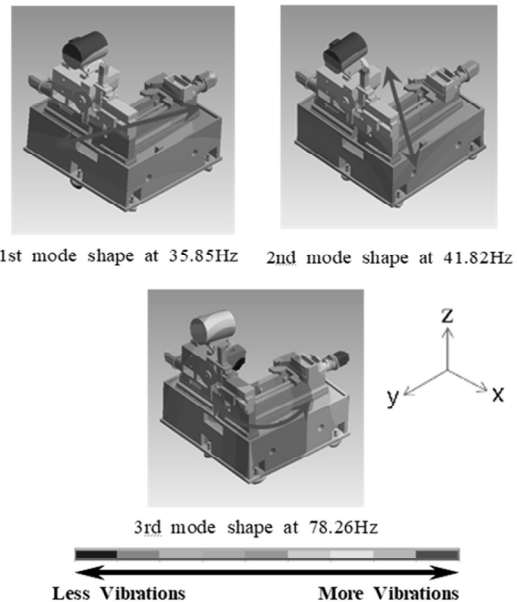 1st mode shape at 35.85Hz
2nd mode shape at 41.82Hz
3rd mode shape at 78.26Hz
z
y
x
Less Vibrations
More Vibrations